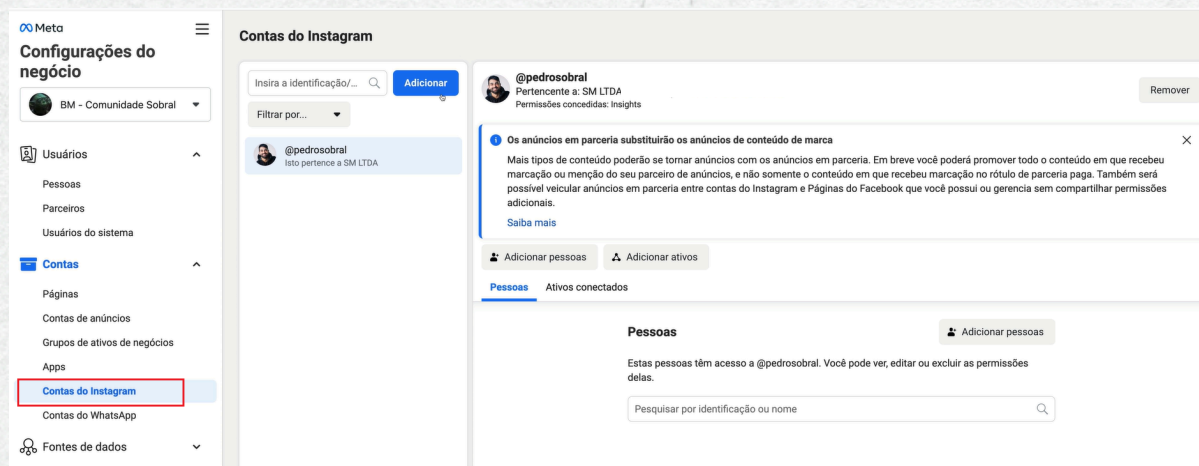 Meta
Configurações do
negócio
BM - Comunidade Sobral
Usuários
Pessoas
Parceiros
Usuários do sistema
Contas
Páginas
Contas de anúncios
Grupos de ativos de negócios
Apps
Contas do Instagram
Contas do WhatsApp
Fontes de dados
Contas do Instagram
Insira a identificação/...
Adicionar
Filtrar por...
@pedrosobral
Isto pertence a SM LTDA
@pedrosobral
Pertencente a: SM LTDA
Permissões concedidas: Insights
Remover
Os anúncios em parceria substituirão os anúncios de conteúdo de marca
Mais tipos de conteúdo poderão se tornar anúncios com os anúncios em parceria. Em breve você poderá promover todo o conteúdo em que recebeu
marcação ou menção do seu parceiro de anúncios, e não somente o conteúdo em que recebeu marcação no rótulo de parceria paga. Também será
possível veicular anúncios em parceria entre contas do Instagram e Páginas do Facebook que você possui ou gerencia sem compartilhar permissões
adicionais.
Saiba mais
Adicionar pessoas
Adicionar ativos
Pessoas
Ativos conectados
Pessoas
Adicionar pessoas
Estas pessoas têm acesso a @pedrosobral. Você pode ver, editar ou excluir as permissões
delas.
Pesquisar por identificação ou nome